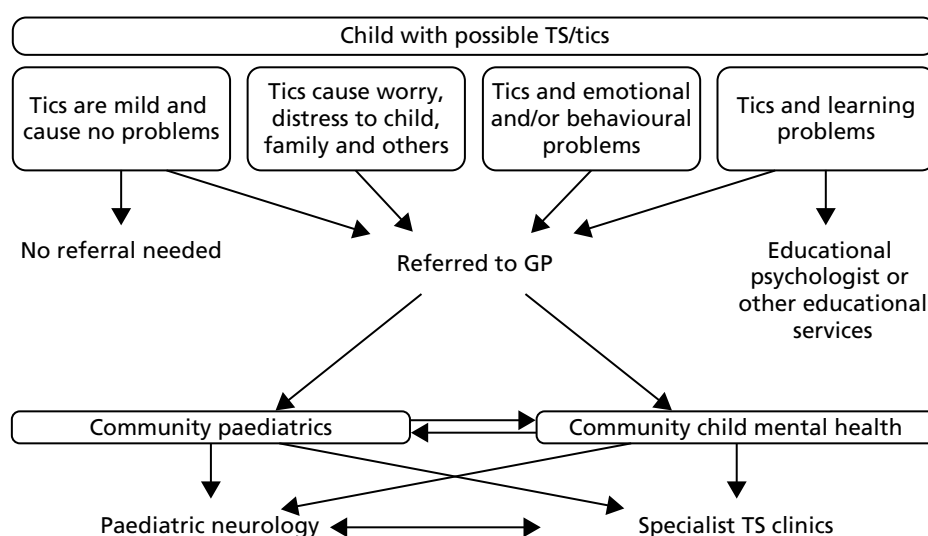 Child with possible TS/tics
Tics are mild and
cause no problems
Tics cause worry,
distress to child,
family and others
Tics and emotional
and/or behavioural
problems
Tics and learning
problems
No referral needed
Referred to GP
Educational
psychologist or
other educational
services
Community paediatrics
Community child mental health
Paediatric neurology
Specialist TS clinics